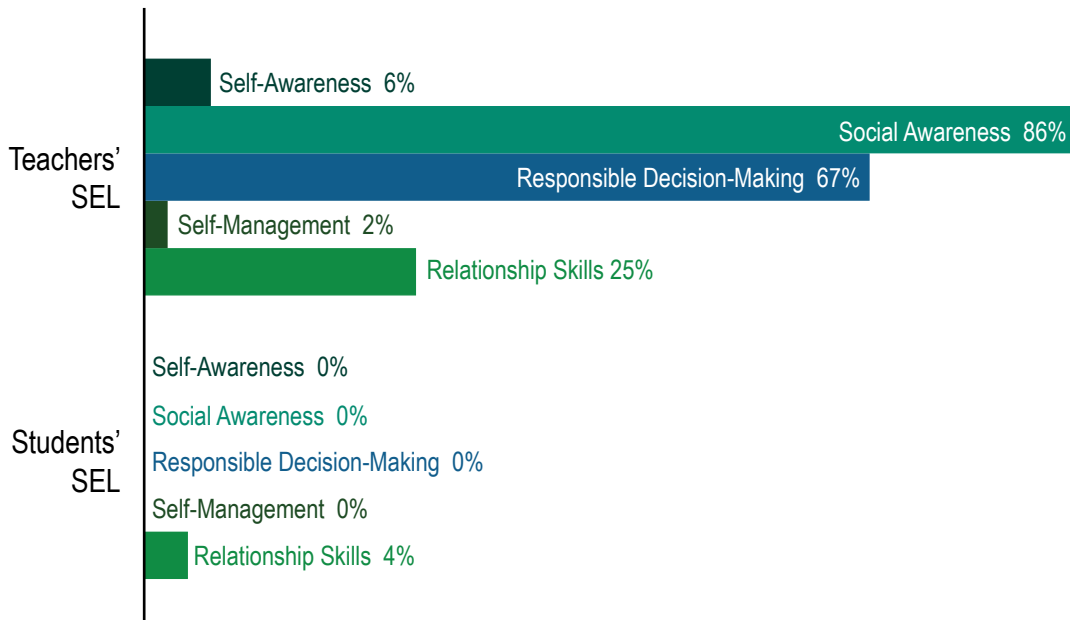 Teachers'
SEL
Self-Awareness 6%
Social Awareness 86%
Responsible Decision-Making 67%
Self-Management 2%
Relationship Skills 25%
Students'
SEL
Self-Awareness 0%
Social Awareness 0%
Responsible Decision-Making 0%
Self-Management 0%
Relationship Skills 4%